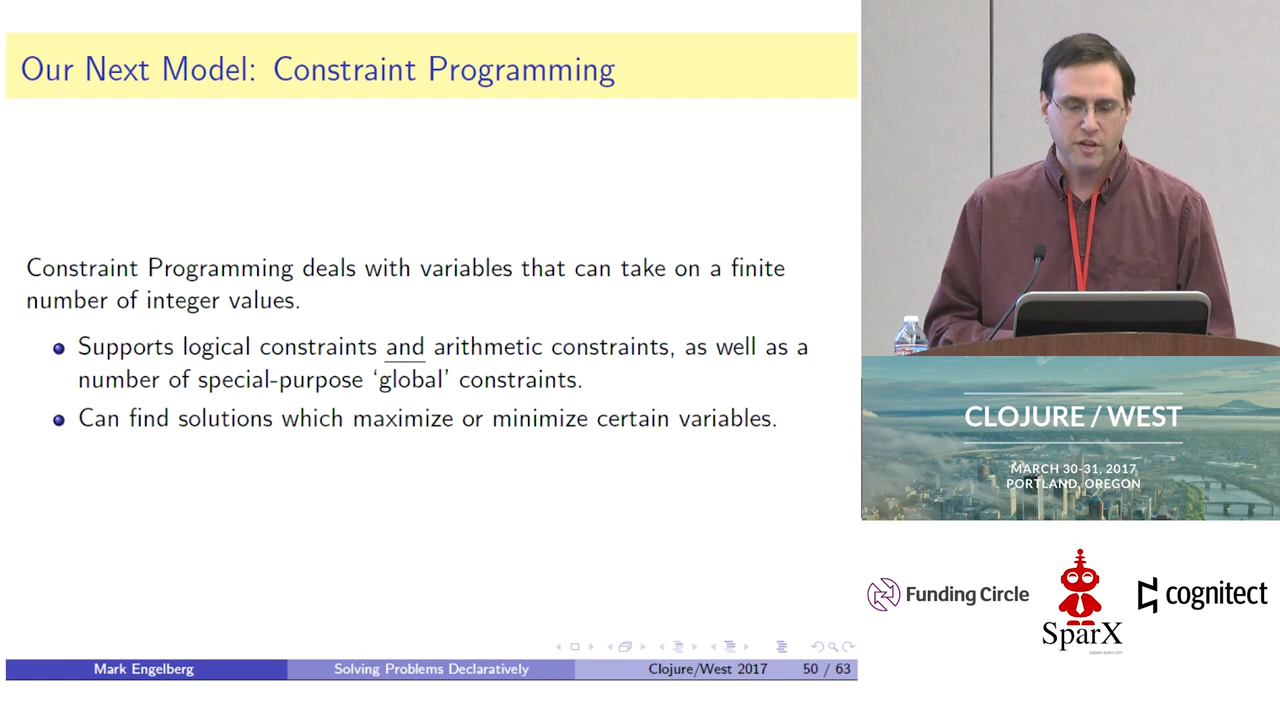 Our Next Model: Constraint Programming
Constraint Programming deals with variables that can take on a finite
number of integer values.
Supports logical constraints and arithmetic constraints, as well as a
number of special-purpose ‘global’ constraints.
Can find solutions which maximize or minimize certain variables.
Mark Engelberg
Solving Problems Declaratively
Clojure/West 2017
50 / 63
CLOJURE / WEST
MARCH 30-31, 2017
PORTLAND, OREGON
Funding Circle
SparX
cognitect